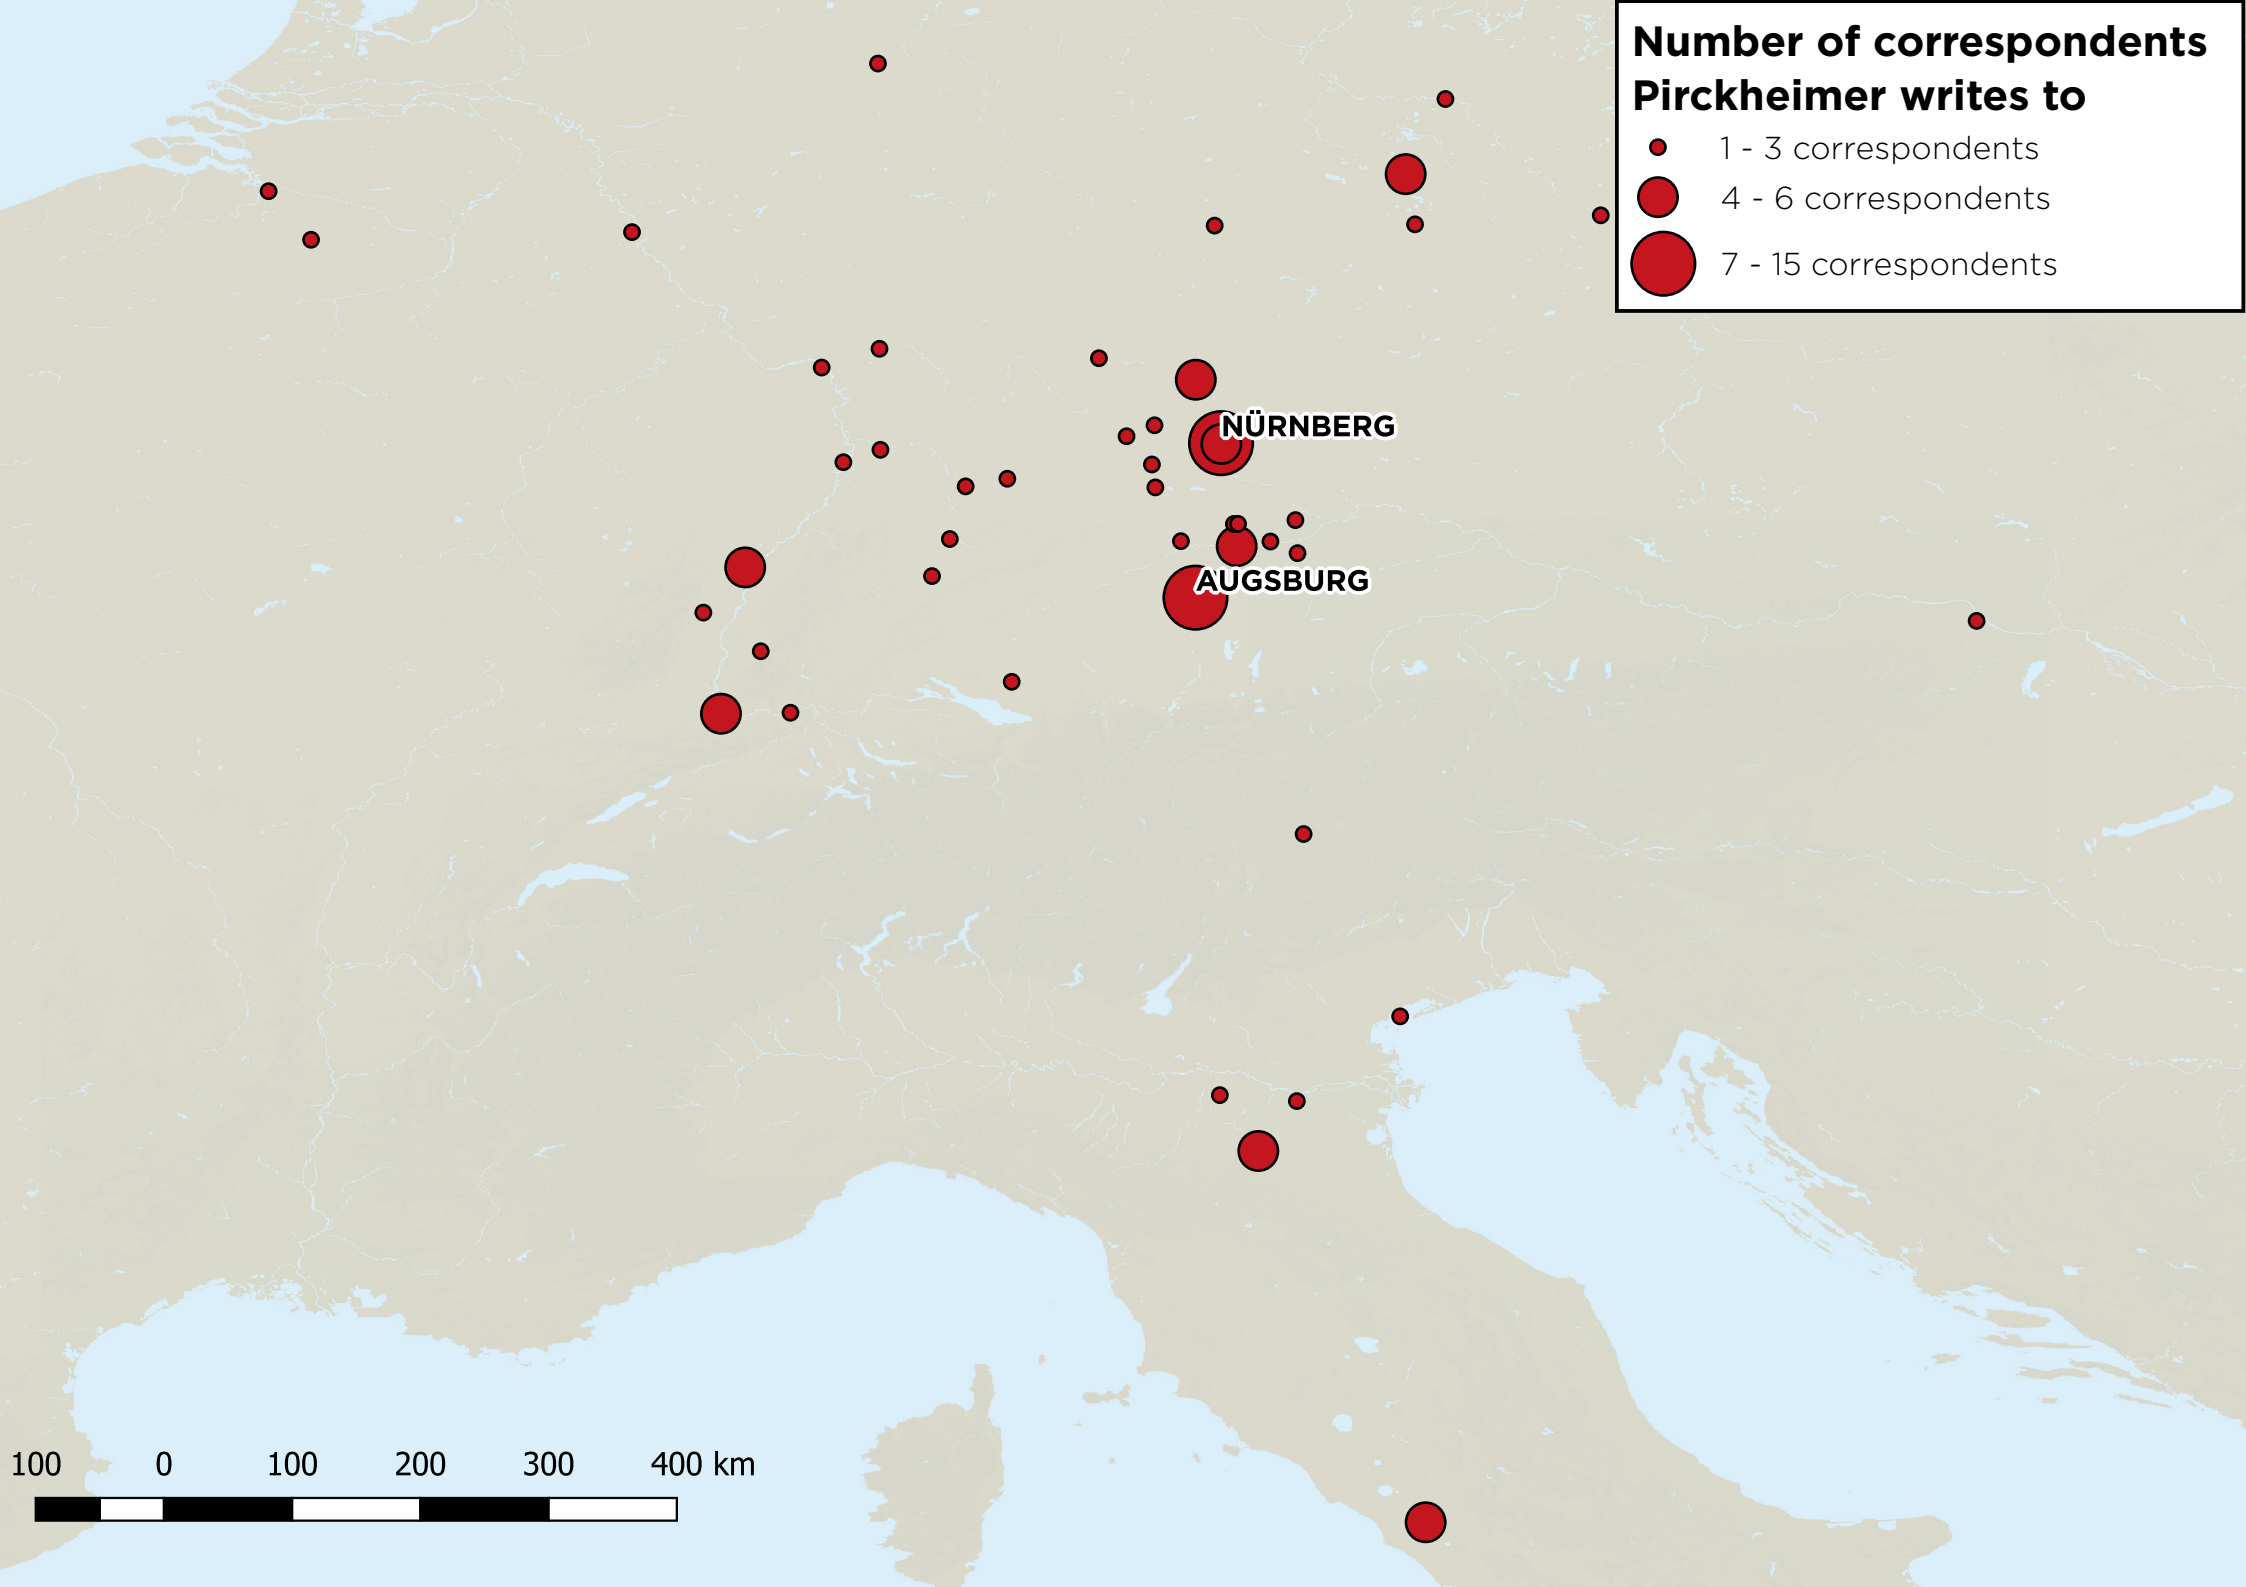 Number of correspondents
Pirckheimer writes to
1 - 3 correspondents
4 - 6 correspondents
7 - 15 correspondents
NÜRNBERG
AUGSBURG
100 0 100 200 300 400 km